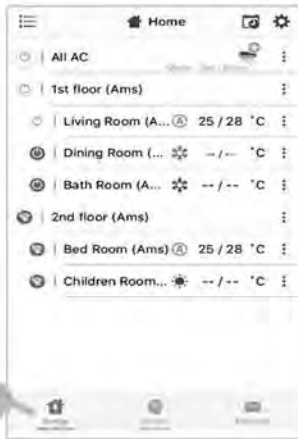 Home
All AC
1st floor (Ams)
Living Room (A... Ⓐ 25 / 28 °C
Dining Room (... -- / -- °C
Bath Room (A... -- / -- °C
2nd floor (Ams)
Bed Room (Ams) Ⓐ 25 / 28 °C
Children Room... -- / -- °C